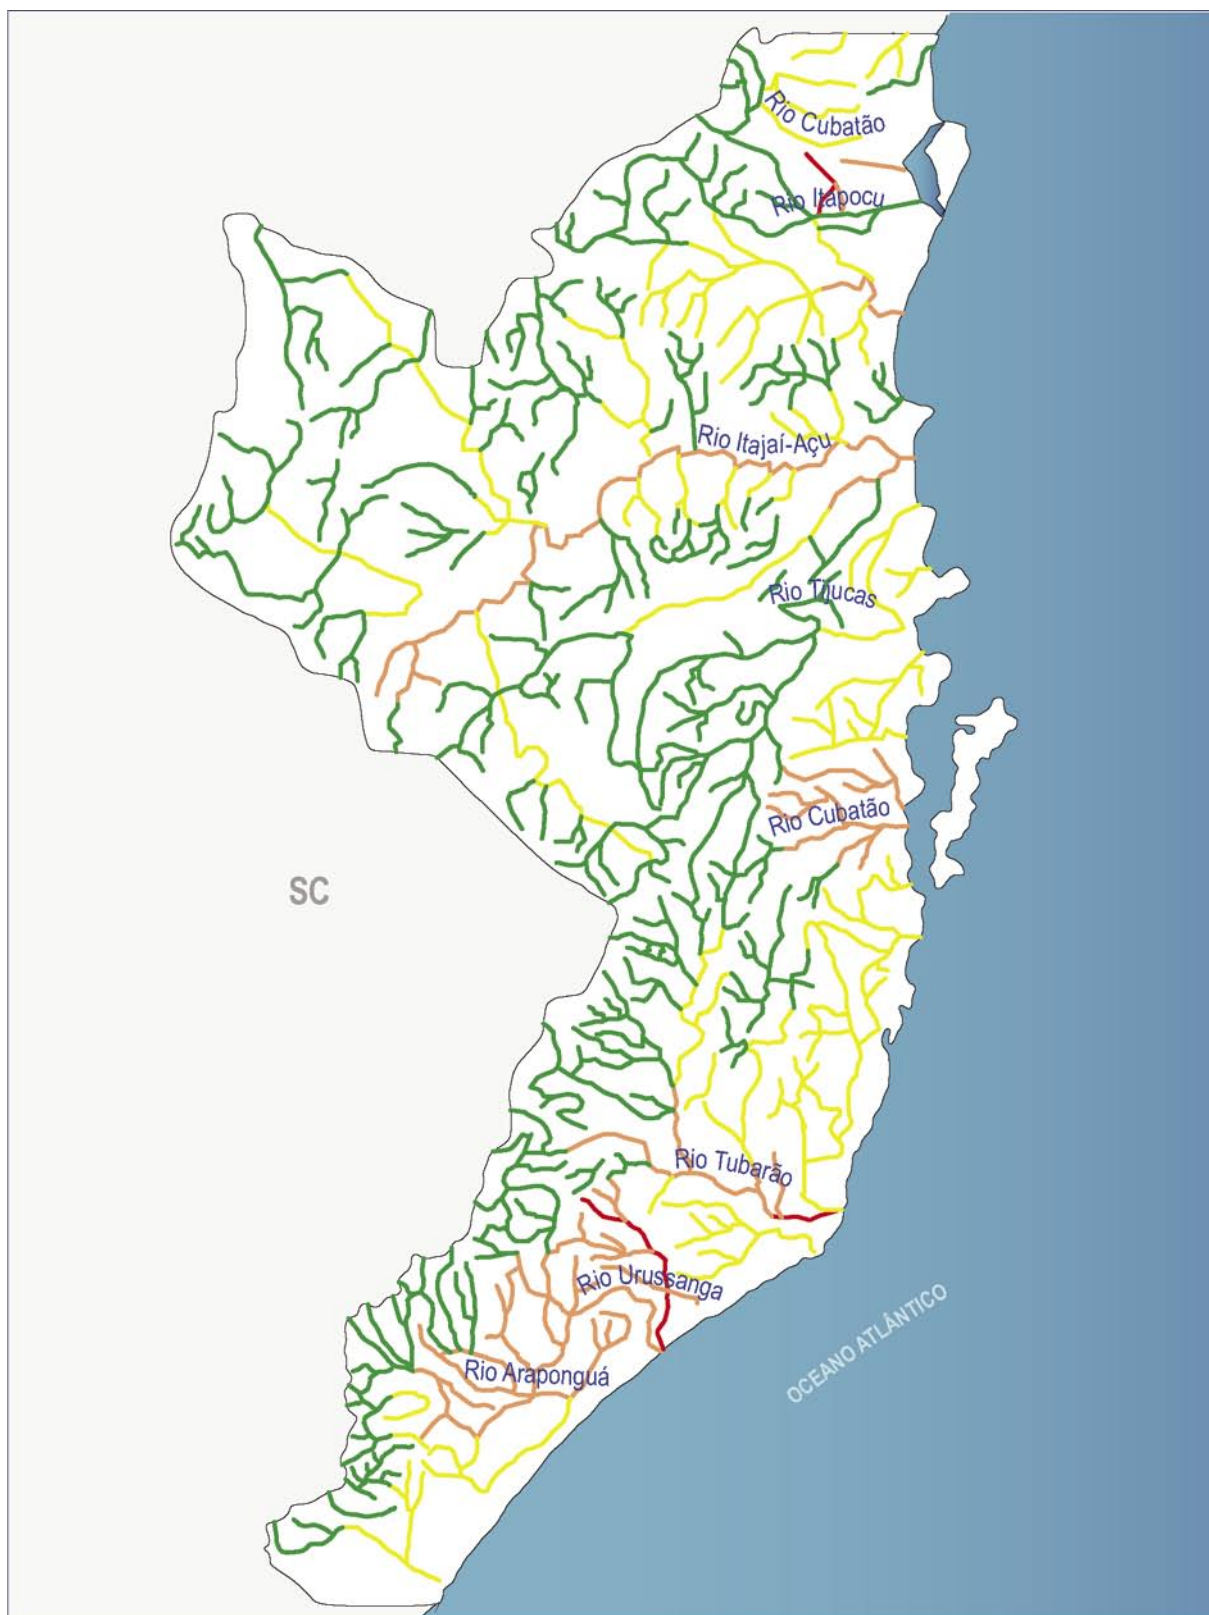 Rio Cubatão
Rio Itapocu
Rio Itajaí-Açu
Rio Tijucas
Rio Cubatão
SC
Rio Tubarão
Rio Urussanga
OCEANO ATLÂNTICO
Rio Araponguá